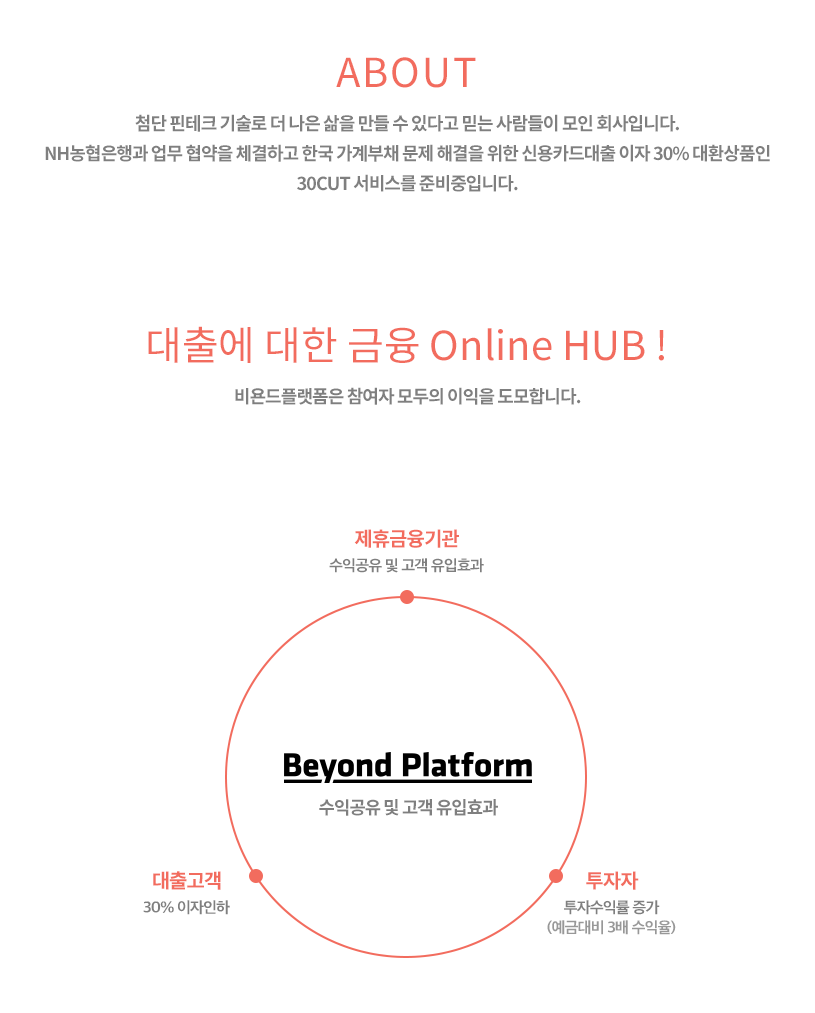 ABOUT
첨단 핀테크 기술로 더 나은 삶을 만들 수 있다고 믿는 사람들이 모인 회사입니다.
NH농협은행과 업무 협약을 체결하고 한국 가계부채 문제 해결을 위한 신용카드대출 이자 30% 대환상품인
30CUT 서비스를 준비중입니다.
대출에 대한 금융 Online HUB !
비욘드플랫폼은 참여자 모두의 이익을 도모합니다.
제휴금융기관
수익공유 및 고객 유입효과
Beyond Platform
수익공유 및 고객 유입효과
대출고객
30% 이자인하
투자자
투자수익률 증가
(예금대비 3배 수익율)